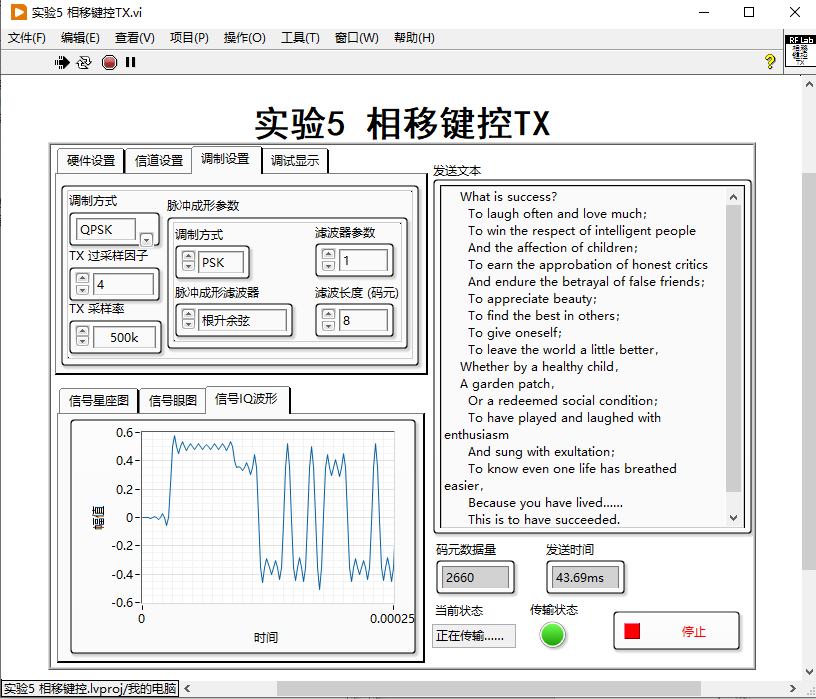 实验5 相移键控TX.vi
文件(F) 编辑(E) 查看(V) 项目(P) 操作(O) 工具(T) 窗口(W) 帮助(H)
RF Lab
相移
键控
TX
?
实验5 相移键控TX
硬件设置 信道设置 调制设置 调试显示
调制方式
QPSK
TX 过采样因子
4
TX 采样率
500k
脉冲成形参数
调制方式
PSK
滤波器参数
1
脉冲成形滤波器
根升余弦
滤波长度 (码元)
8
发送文本
What is success?
To laugh often and love much;
To win the respect of intelligent people
And the affection of children;
To earn the approbation of honest critics
And endure the betrayal of false friends;
To appreciate beauty;
To find the best in others;
To give oneself;
To leave the world a little better,
Whether by a healthy child,
A garden patch,
Or a redeemed social condition;
To have played and laughed with
enthusiasm
And sung with exultation;
To know even one life has breathed
easier,
Because you have lived......
This is to have succeeded.
信号星座图 信号眼图 信号IQ波形
0.6
0.4
0.2
0
-0.2
-0.4
-0.6
幅值
0 0.00025
时间
码元数据量 发送时间
2660 43.69ms
当前状态 传输状态
正在传输...... 停止
实验5 相移键控.lvproj/我的电脑